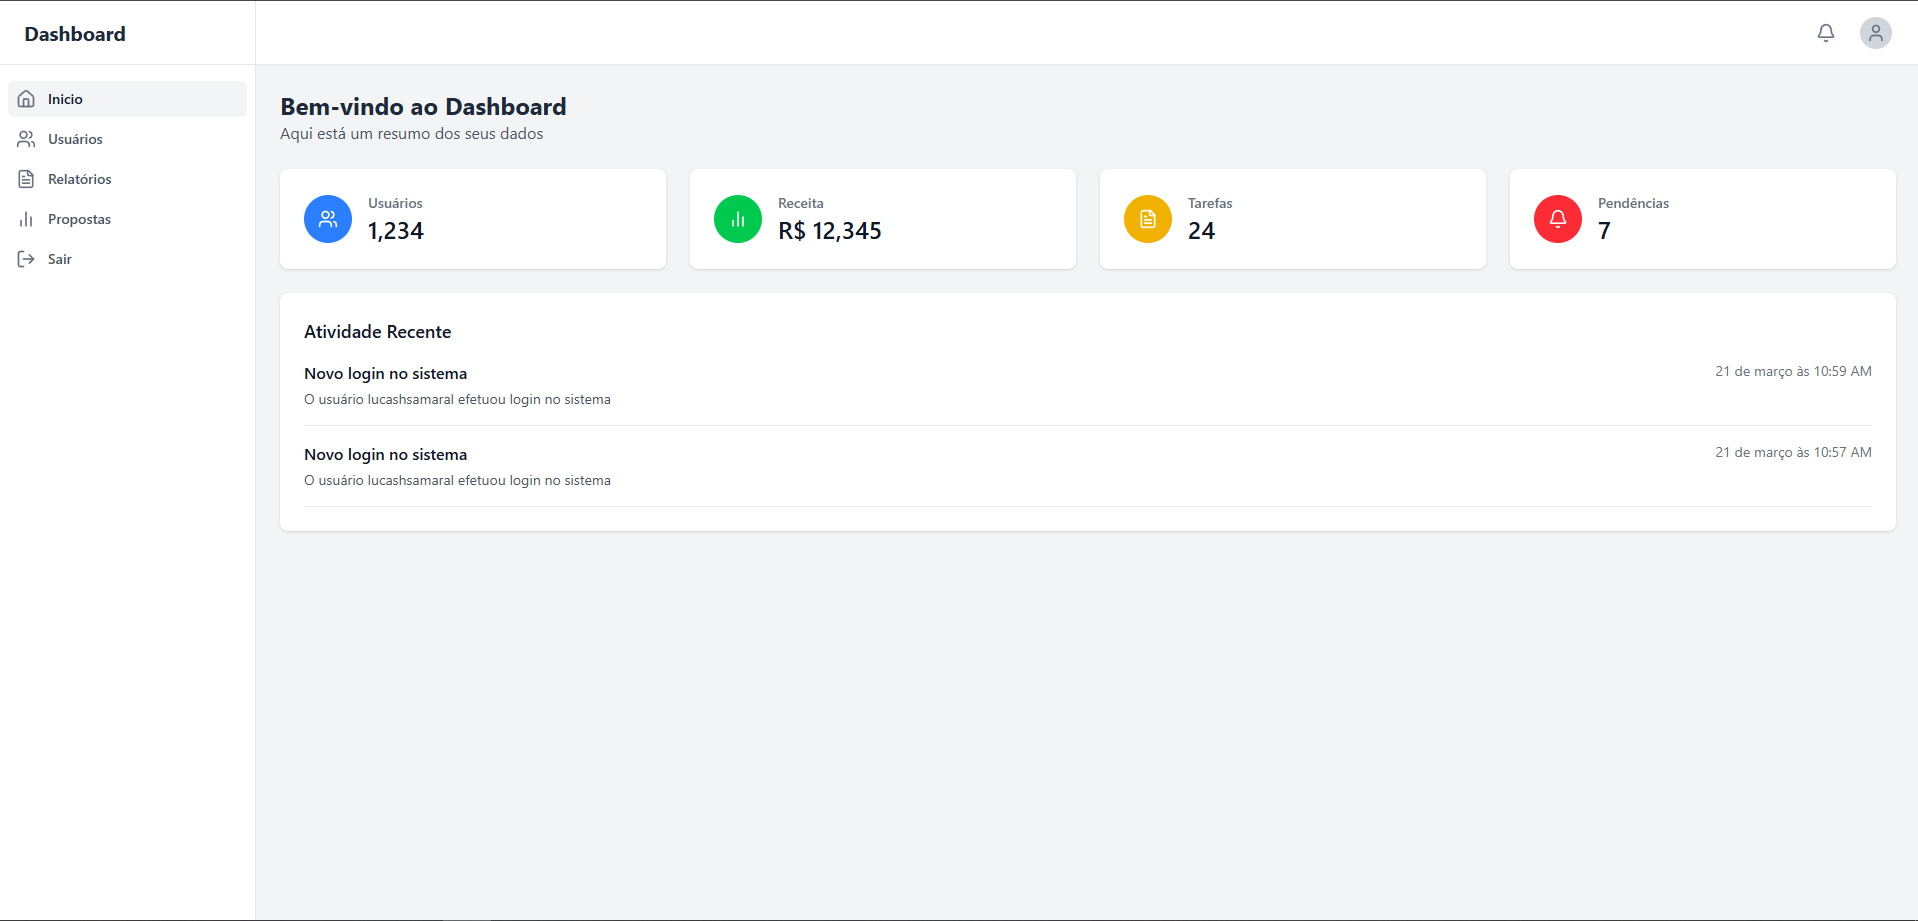 Dashboard
Inicio
Usuários
Relatórios
Propostas
Sair
Bem-vindo ao Dashboard
Aqui está um resumo dos seus dados
Usuários
1,234
Receita
R$ 12,345
Tarefas
24
Pendências
7
Atividade Recente
Novo login no sistema
21 de março às 10:59 AM
O usuário lucashsamaral efetuou login no sistema
Novo login no sistema
21 de março às 10:57 AM
O usuário lucashsamaral efetuou login no sistema